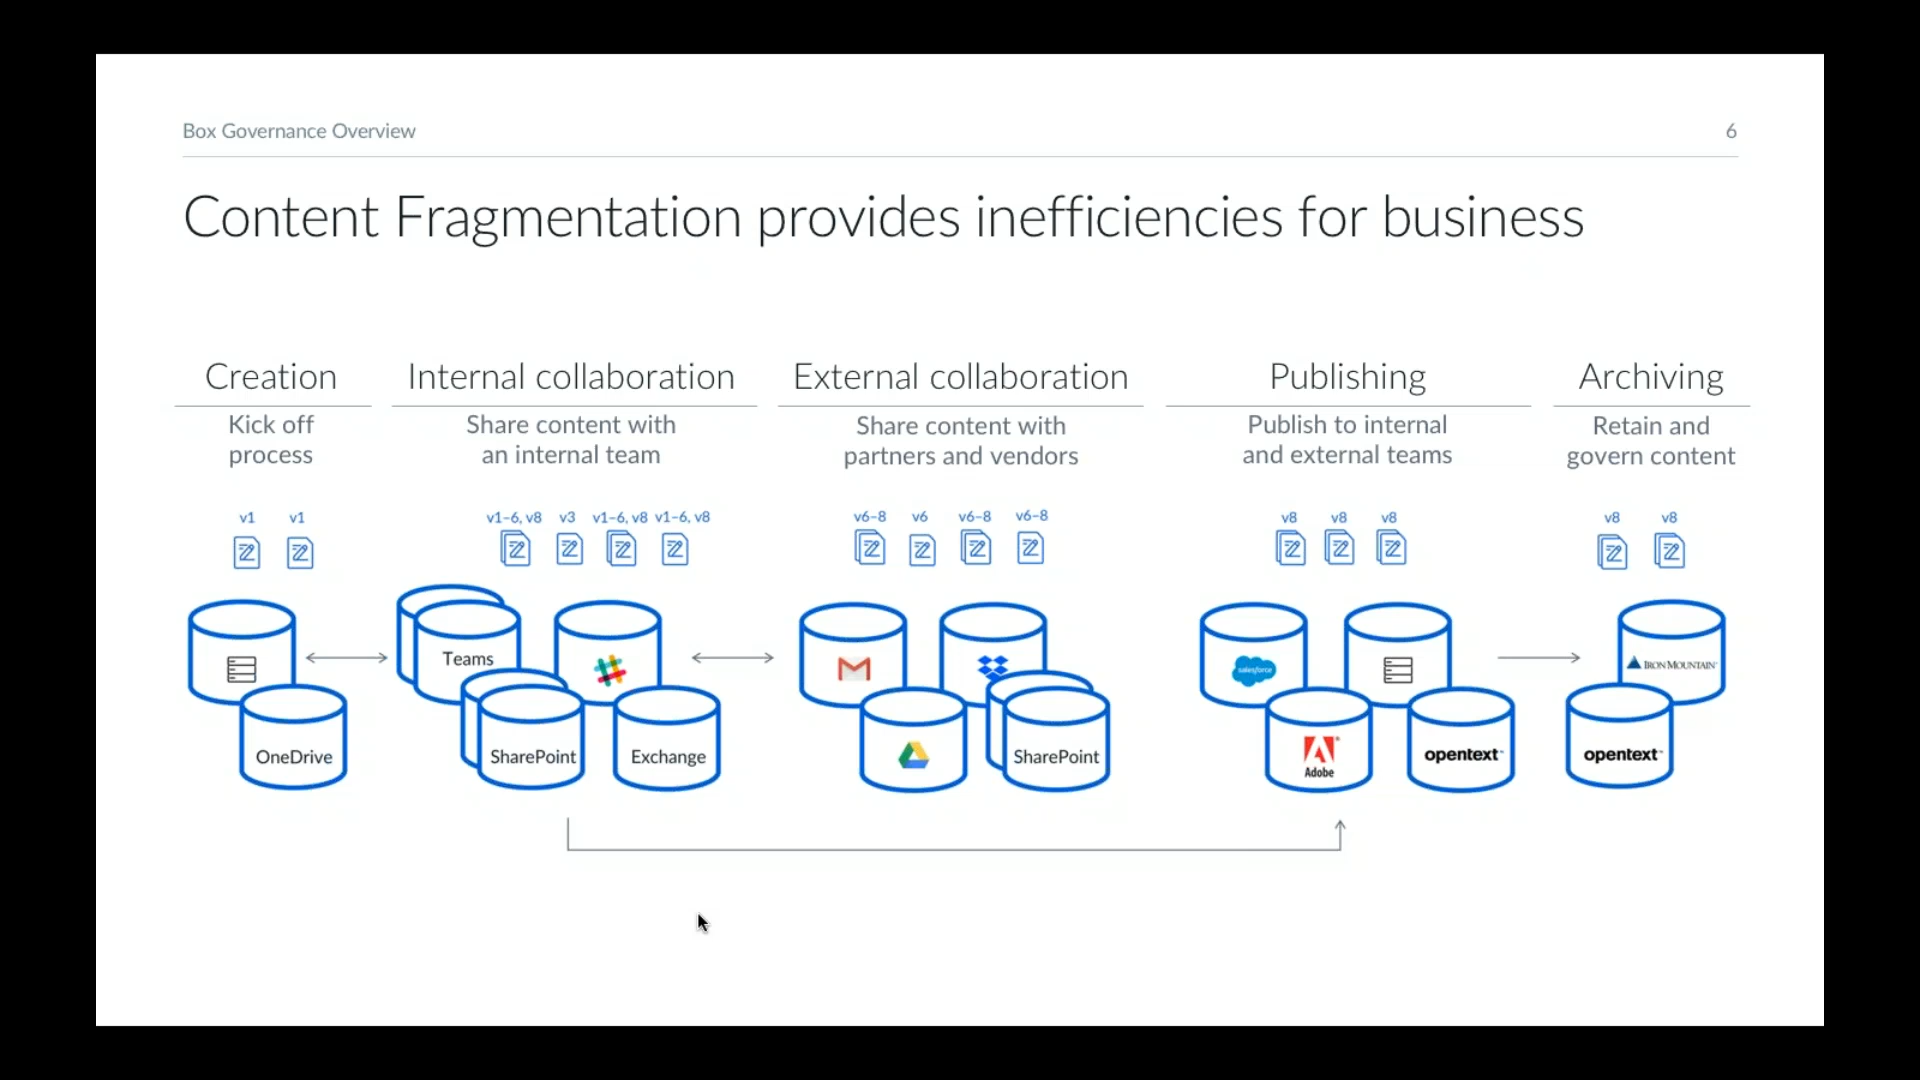 Box Governance Overview
6
Content Fragmentation provides inefficiencies for business
Creation
Kick off
process
v1 v1
OneDrive
Internal collaboration
Share content with
an internal team
v1-6, v8 v3 v1-6, v8 v1-6, v8
Teams
SharePoint
Exchange
External collaboration
Share content with
partners and vendors
v6-8 v6 v6-8 v6-8
SharePoint
Publishing
Publish to internal
and external teams
v8 v8 v8
salesforce
Adobe
opentext™
Archiving
Retain and
govern content
v8 v8
IRON MOUNTAIN®
opentext™